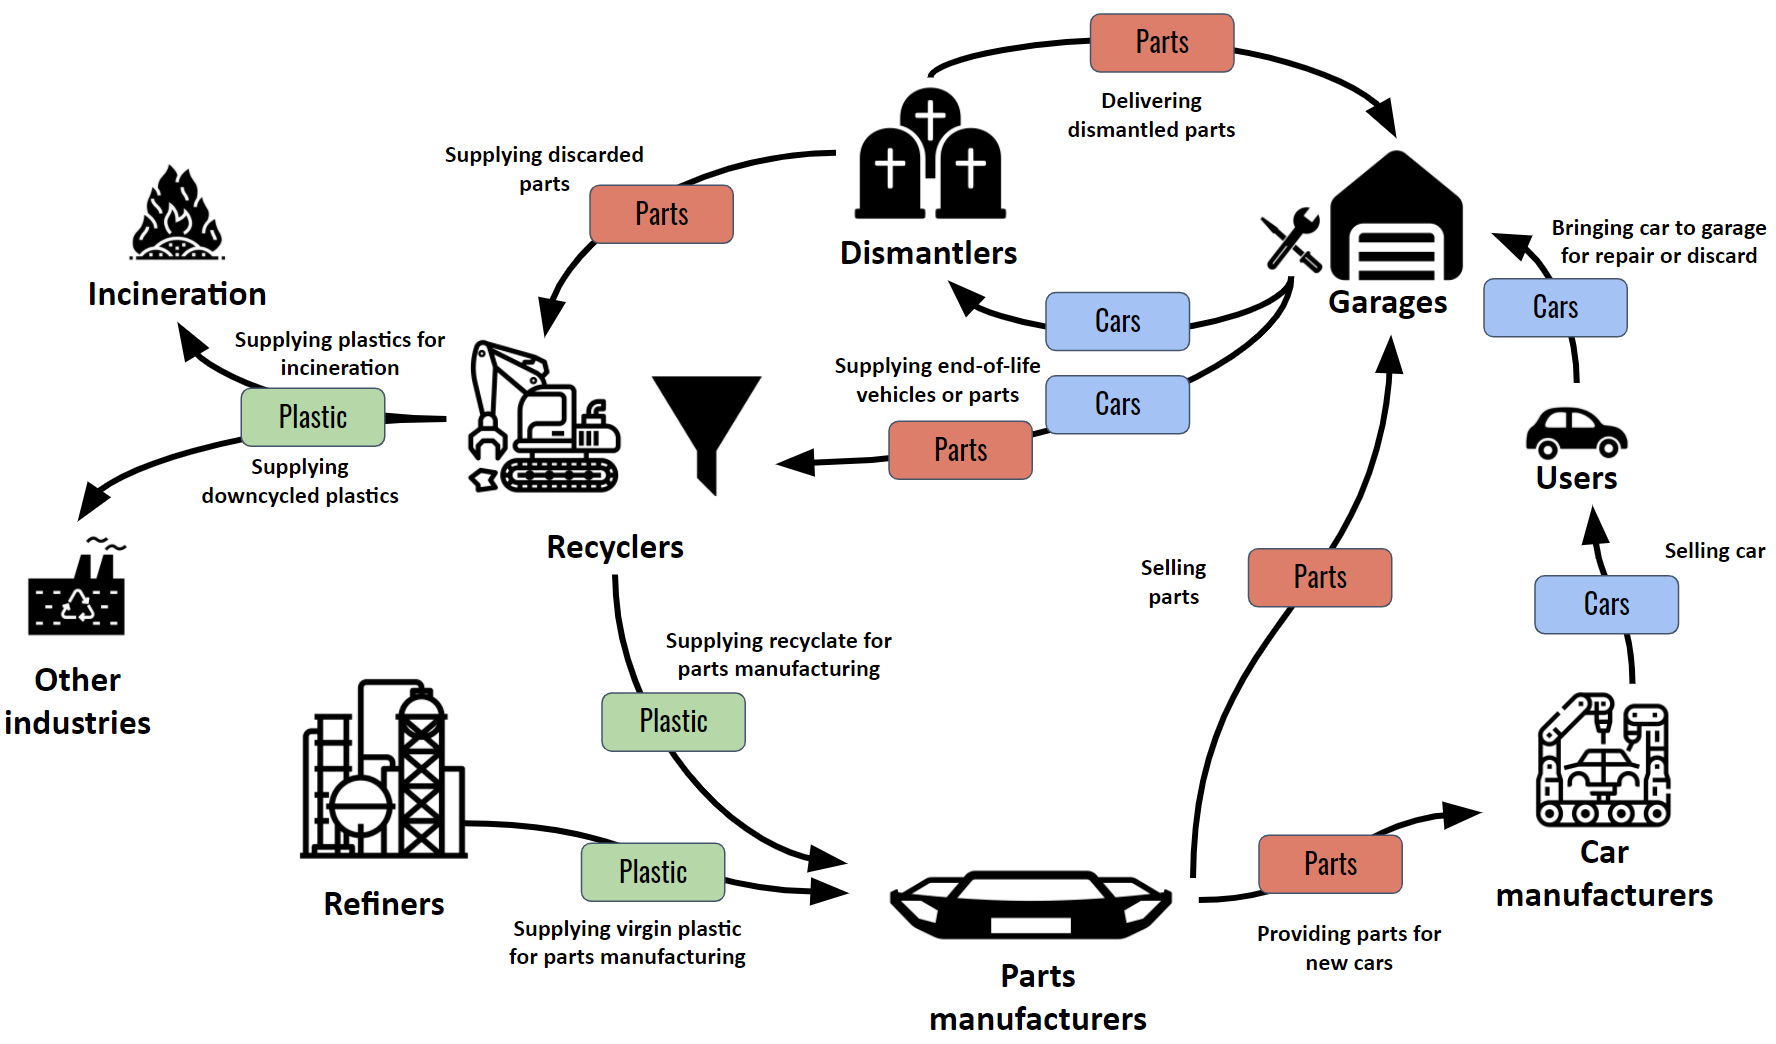 Parts
Delivering
dismantled parts
Supplying discarded
parts
Parts
Dismantlers
Incineration
Garages
Bringing car to garage
for repair or discard
Cars
Cars
Supplying plastics for
incineration
Plastic
Supplying
downcycled plastics
Supplying end-of-life
vehicles or parts
Cars
Parts
Users
Recyclers
Selling
parts
Parts
Selling car
Cars
Other
industries
Supplying recyclate for
parts manufacturing
Plastic
Refiners
Plastic
Supplying virgin plastic
for parts manufacturing
Parts
Providing parts for
new cars
Car
manufacturers
Parts
manufacturers